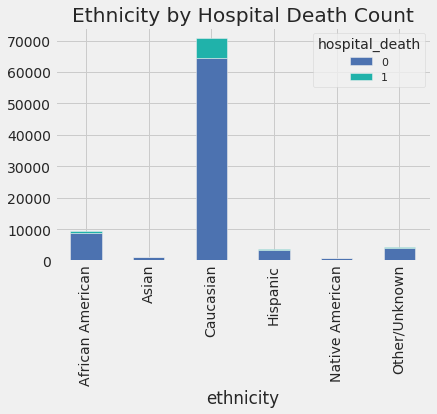 Ethnicity by Hospital Death Count
hospital_death
0
1
70000
60000
50000
40000
30000
20000
10000
0
African American
Asian
Caucasian
Hispanic
Native American
Other/Unknown
ethnicity